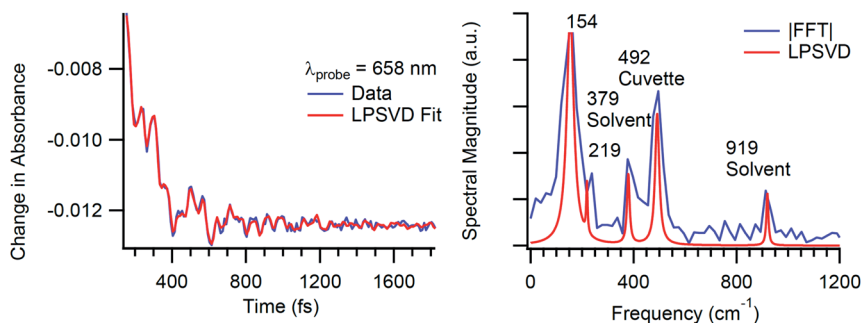 Change in Absorbance
-0.008
-0.010
-0.012
λprobe = 658 nm
Data
LPSVD Fit
400
800
1200
1600
Time (fs)
Spectral Magnitude (a.u.)
154
492
Cuvette
379
Solvent
219
919
Solvent
|FFT|
LPSVD
0
400
800
1200
Frequency (cm⁻¹)